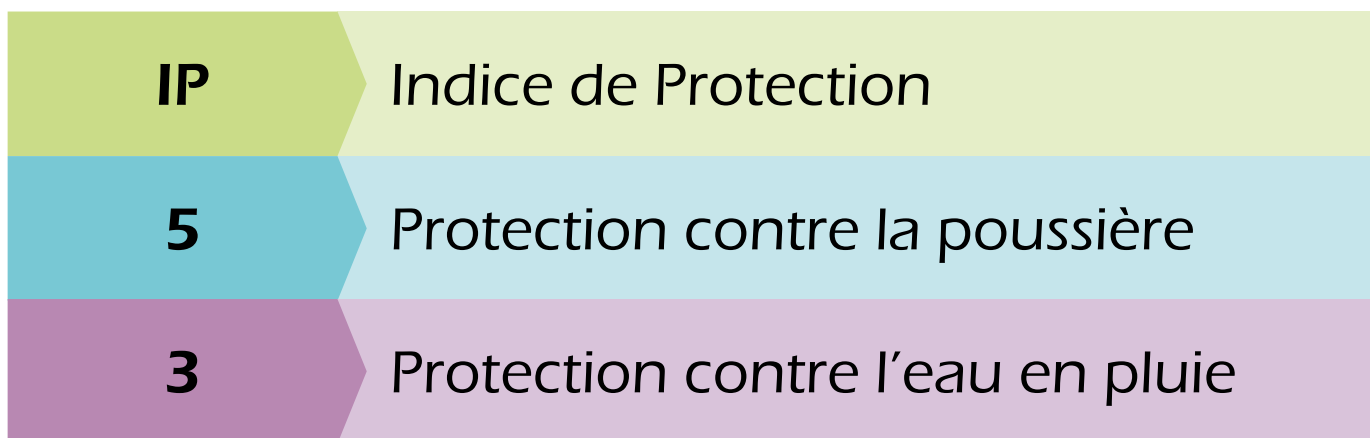 IP Indice de Protection
5 Protection contre la poussière
3 Protection contre l’eau en pluie